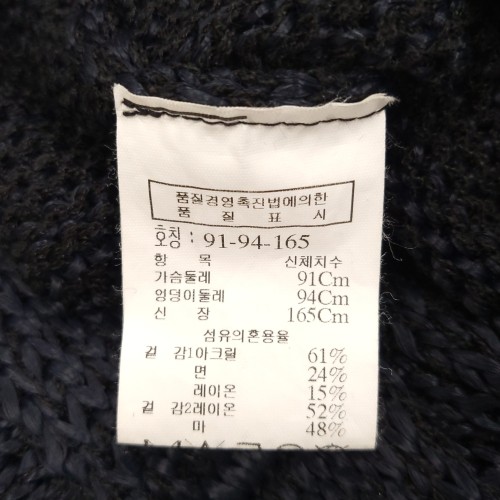 품질경영촉진법에의한
품 질 표 시
호칭: 91-94-165
항 목 신체치수
가슴둘레 91Cm
엉덩이둘레 94Cm
신 장 165Cm
섬유의혼용율
겉 감1아크릴 61%
면 24%
레이온 15%
겉 감2레이온 52%
마 48%